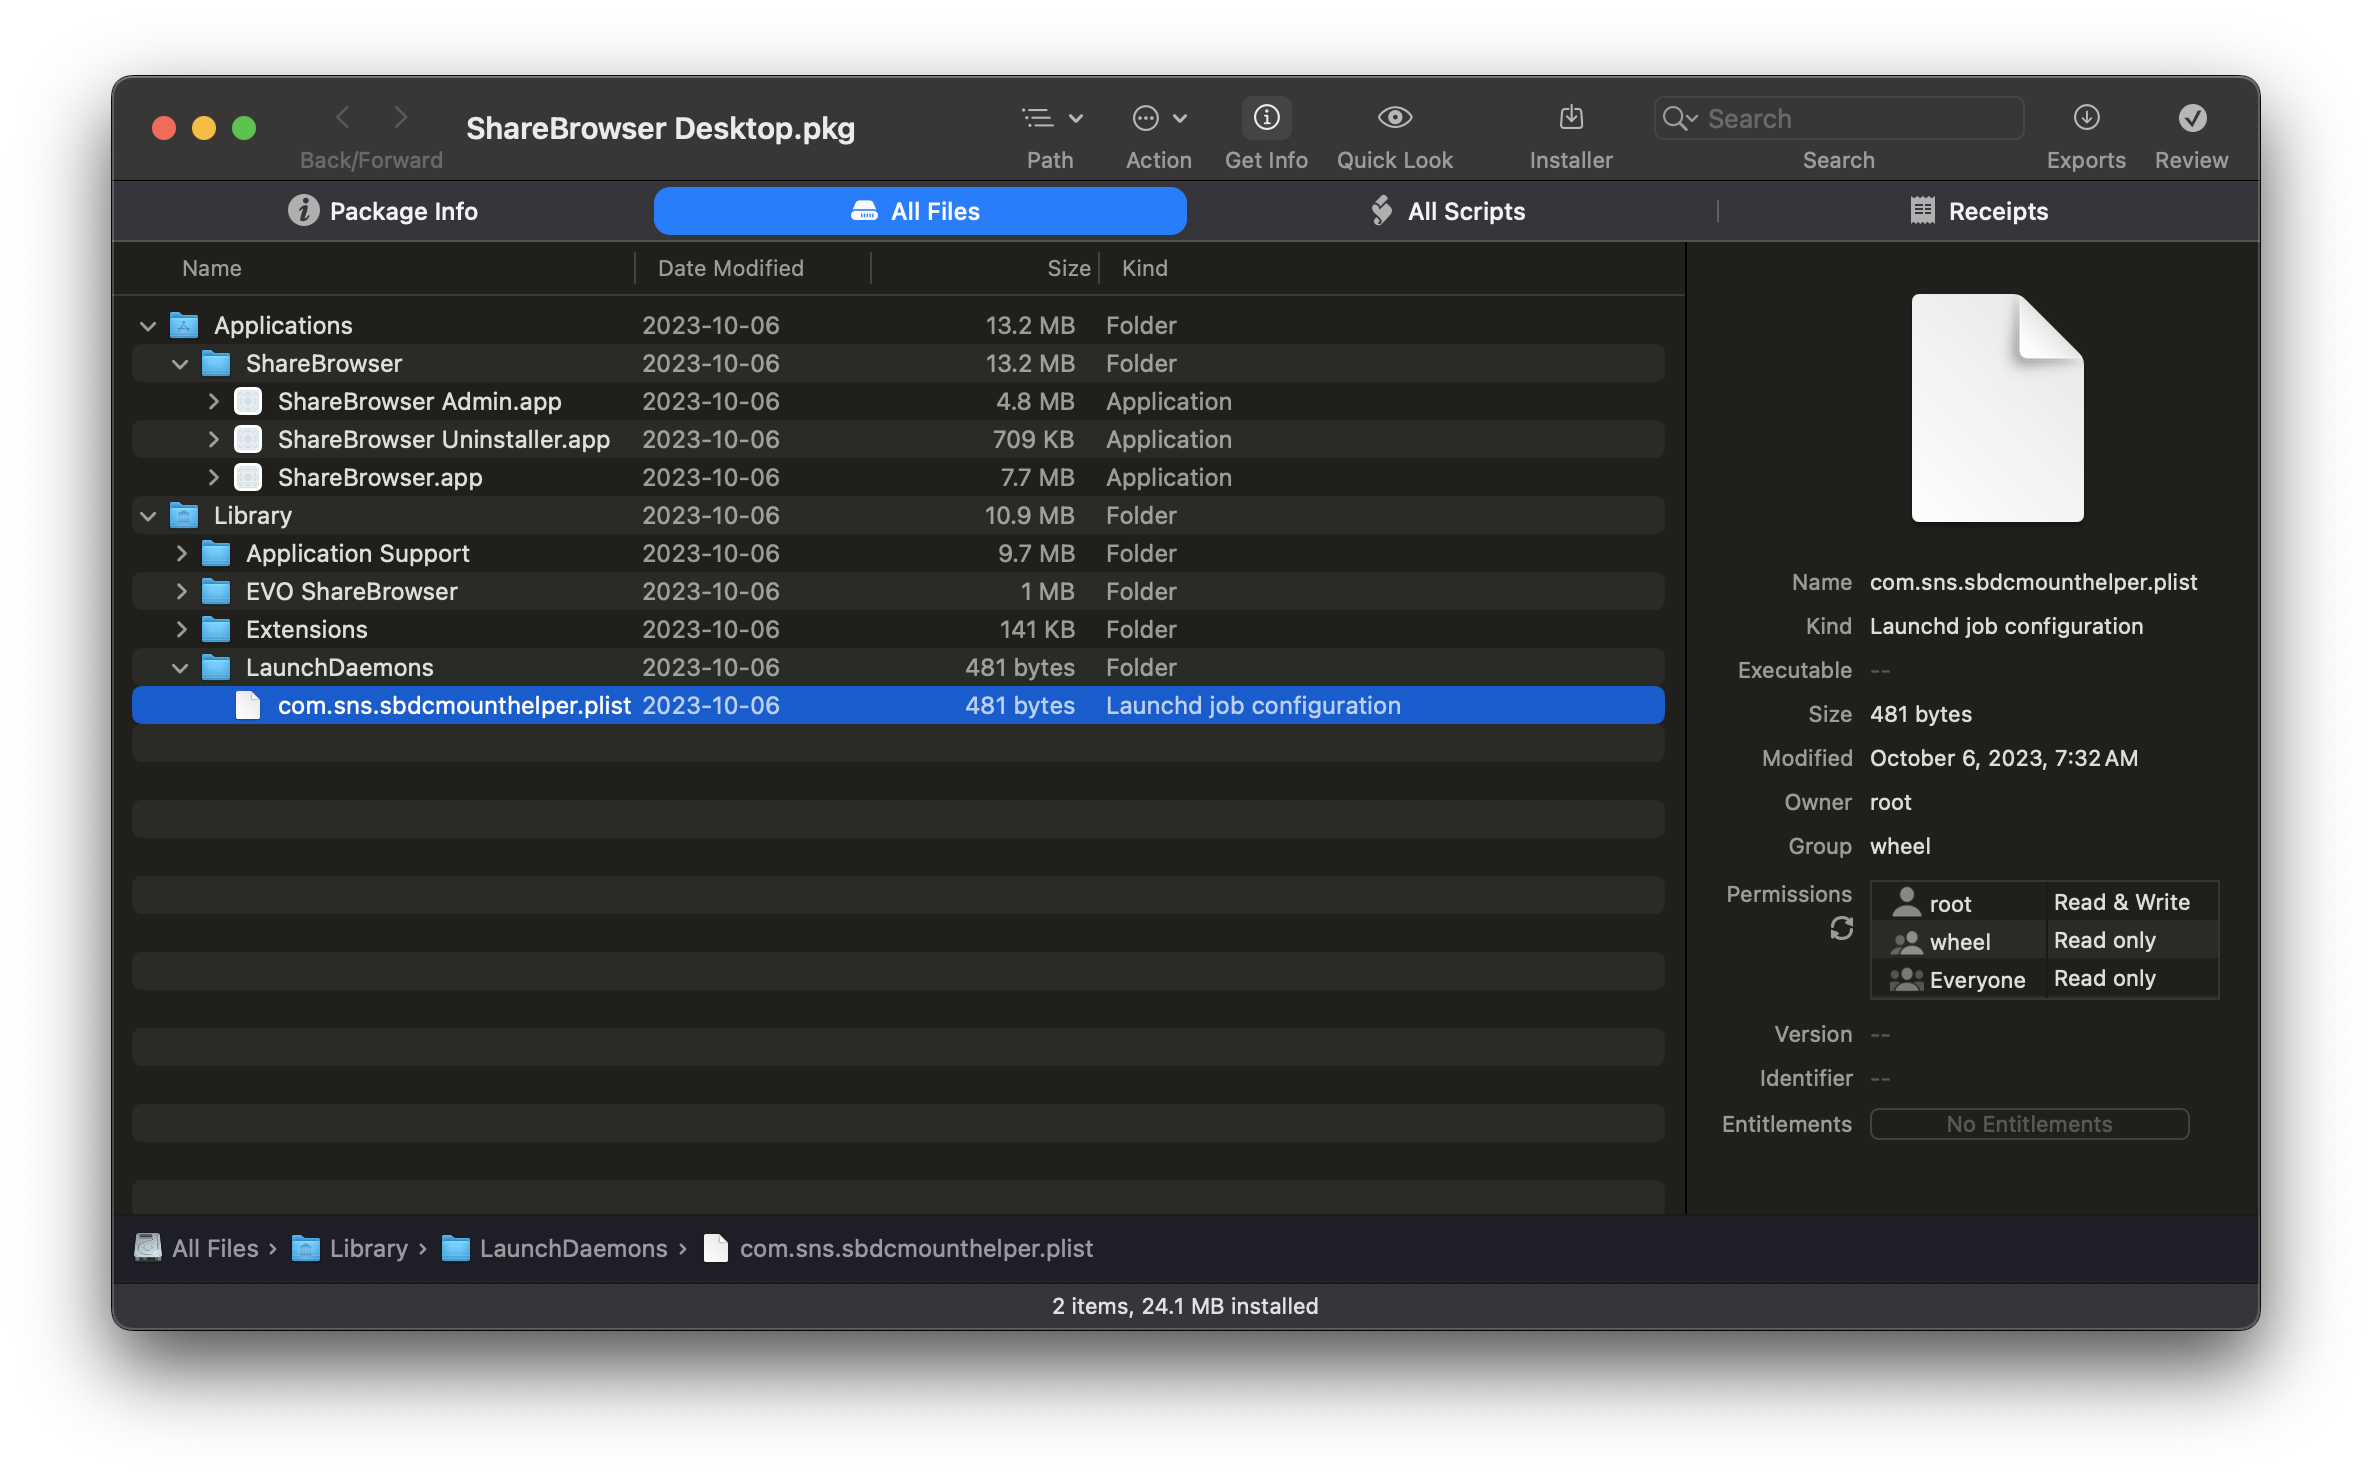 ShareBrowser Desktop.pkg
Back/Forward
Path
Action
Get Info
Quick Look
Installer
Search
Search
Exports
Review
Package Info
All Files
All Scripts
Receipts
Name Date Modified Size Kind
Applications 2023-10-06 13.2 MB Folder
ShareBrowser 2023-10-06 13.2 MB Folder
ShareBrowser Admin.app 2023-10-06 4.8 MB Application
ShareBrowser Uninstaller.app 2023-10-06 709 KB Application
ShareBrowser.app 2023-10-06 7.7 MB Application
Library 2023-10-06 10.9 MB Folder
Application Support 2023-10-06 9.7 MB Folder
EVO ShareBrowser 2023-10-06 1 MB Folder
Extensions 2023-10-06 141 KB Folder
LaunchDaemons 2023-10-06 481 bytes Folder
com.sns.sbdcmounthelper.plist 2023-10-06 481 bytes Launchd job configuration
Name com.sns.sbdcmounthelper.plist
Kind Launchd job configuration
Executable --
Size 481 bytes
Modified October 6, 2023, 7:32 AM
Owner root
Group wheel
Permissions
root Read & Write
wheel Read only
Everyone Read only
Version --
Identifier --
Entitlements No Entitlements
All Files › Library › LaunchDaemons › com.sns.sbdcmounthelper.plist
2 items, 24.1 MB installed